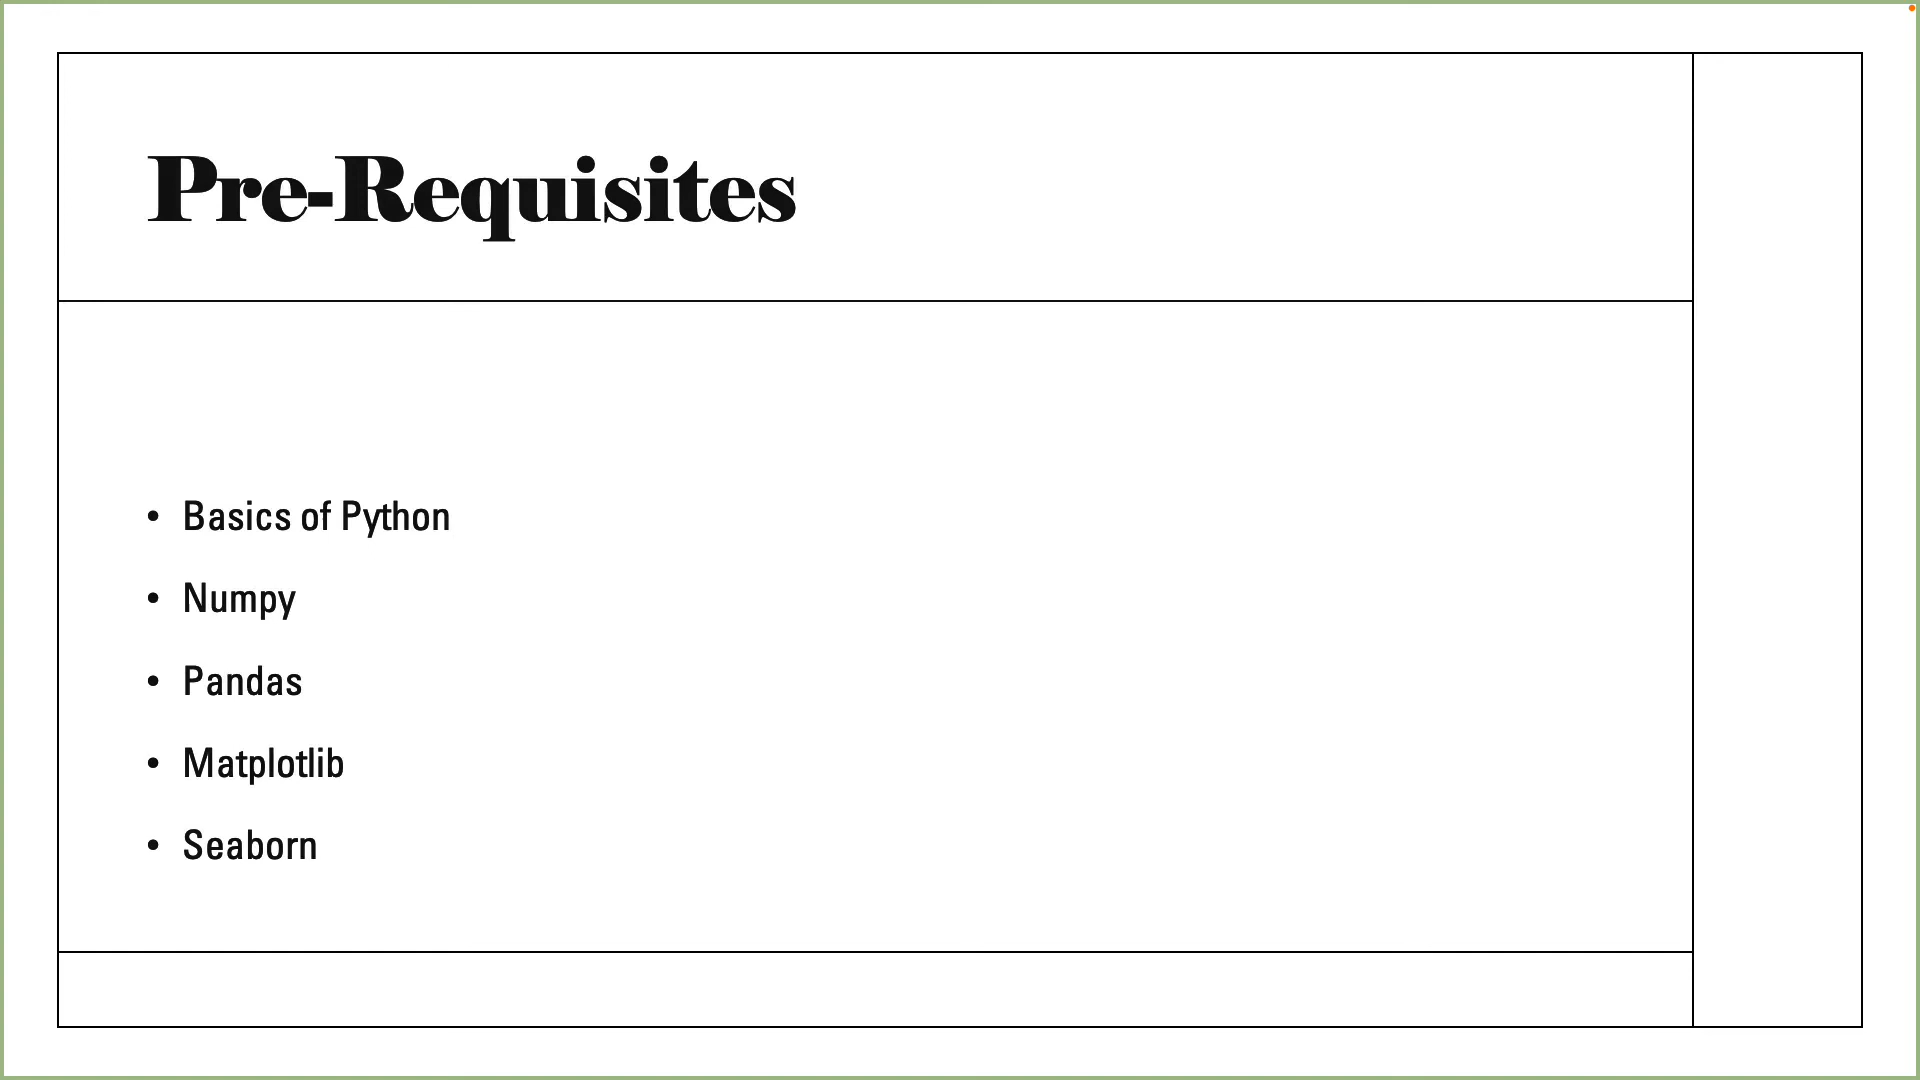 Pre-Requisites
• Basics of Python
• Numpy
• Pandas
• Matplotlib
• Seaborn